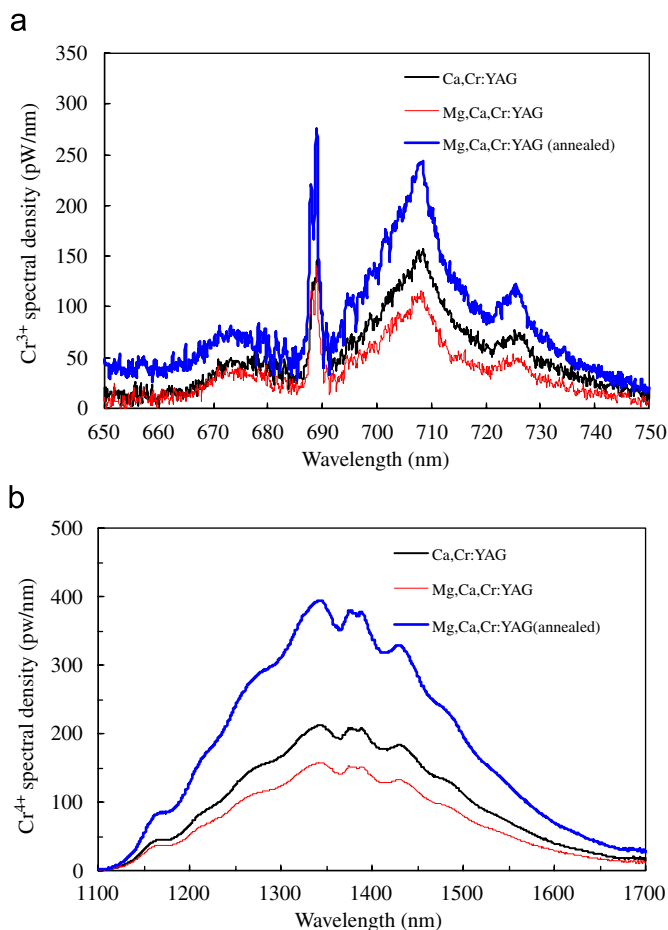 a
350
300
250
200
150
100
50
0
Cr3+ spectral density (pW/nm)
Ca,Cr:YAG
Mg,Ca,Cr:YAG
Mg,Ca,Cr:YAG (annealed)
650 660 670 680 690 700 710 720 730 740 750
Wavelength (nm)
b
500
400
300
200
100
0
Cr4+ spectral density (pw/nm)
Ca,Cr:YAG
Mg,Ca,Cr:YAG
Mg,Ca,Cr:YAG(annealed)
1100 1200 1300 1400 1500 1600 1700
Wavelength (nm)